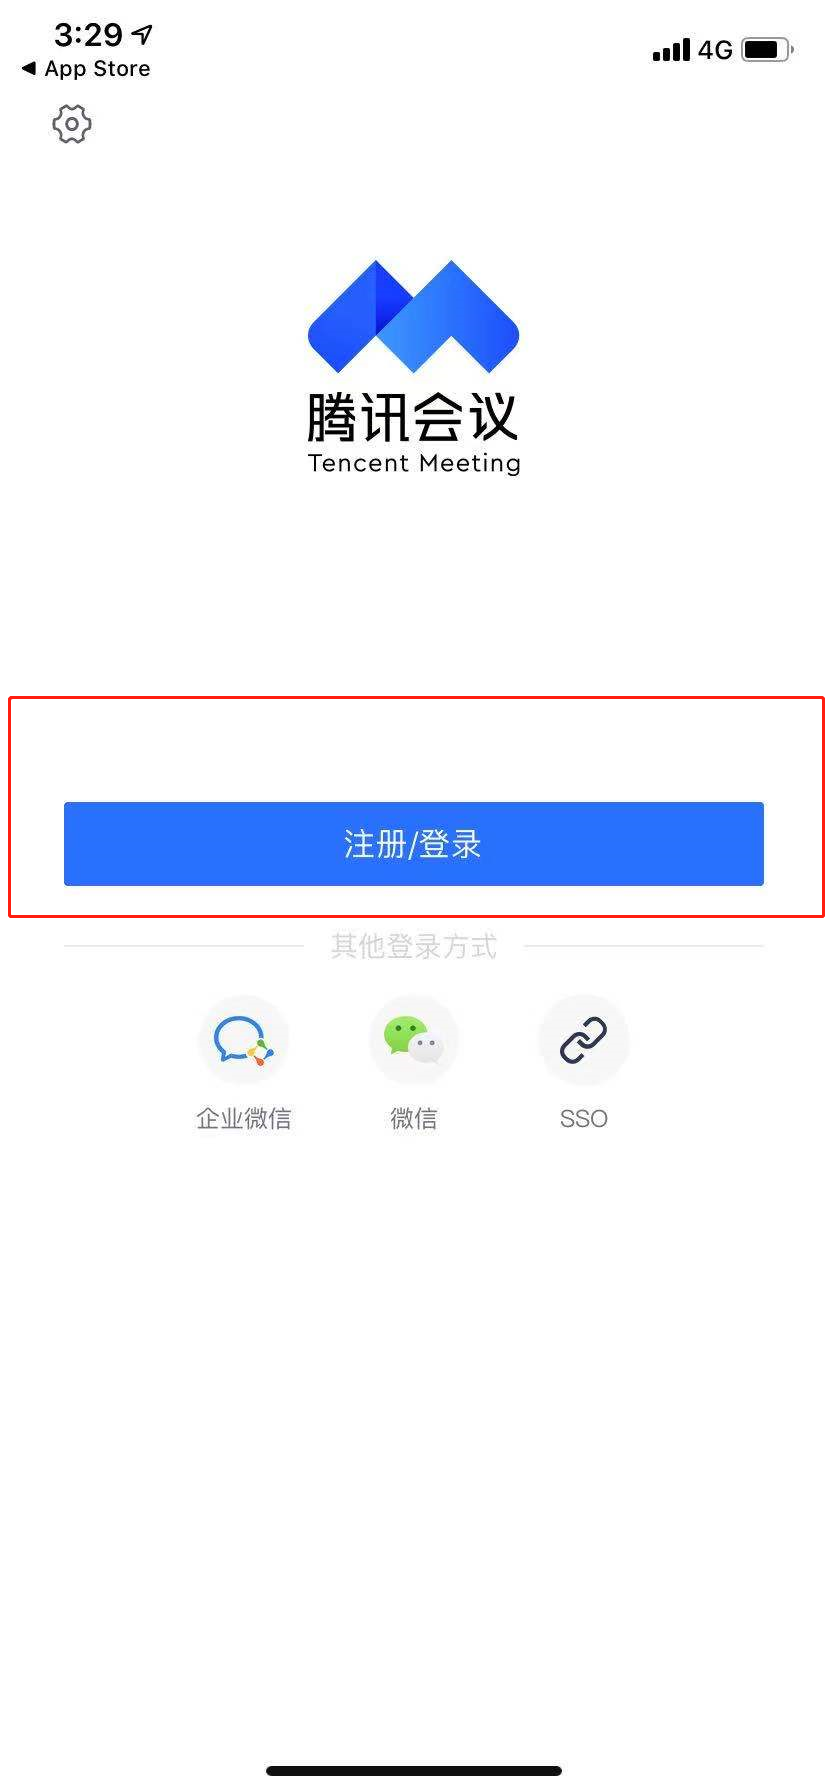 3:29
4G
App Store
腾讯会议
Tencent Meeting
注册/登录
其他登录方式
企业微信
微信
SSO